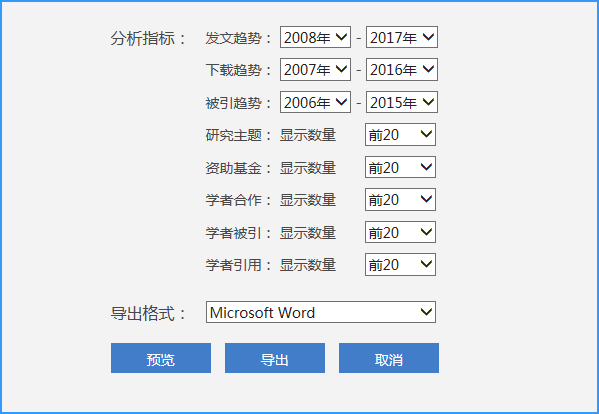 分析指标： 发文趋势： 2008年 - 2017年
下载趋势： 2007年 - 2016年
被引趋势： 2006年 - 2015年
研究主题： 显示数量 前20
资助基金： 显示数量 前20
学者合作： 显示数量 前20
学者被引： 显示数量 前20
学者引用： 显示数量 前20
导出格式： Microsoft Word
预览 导出 取消